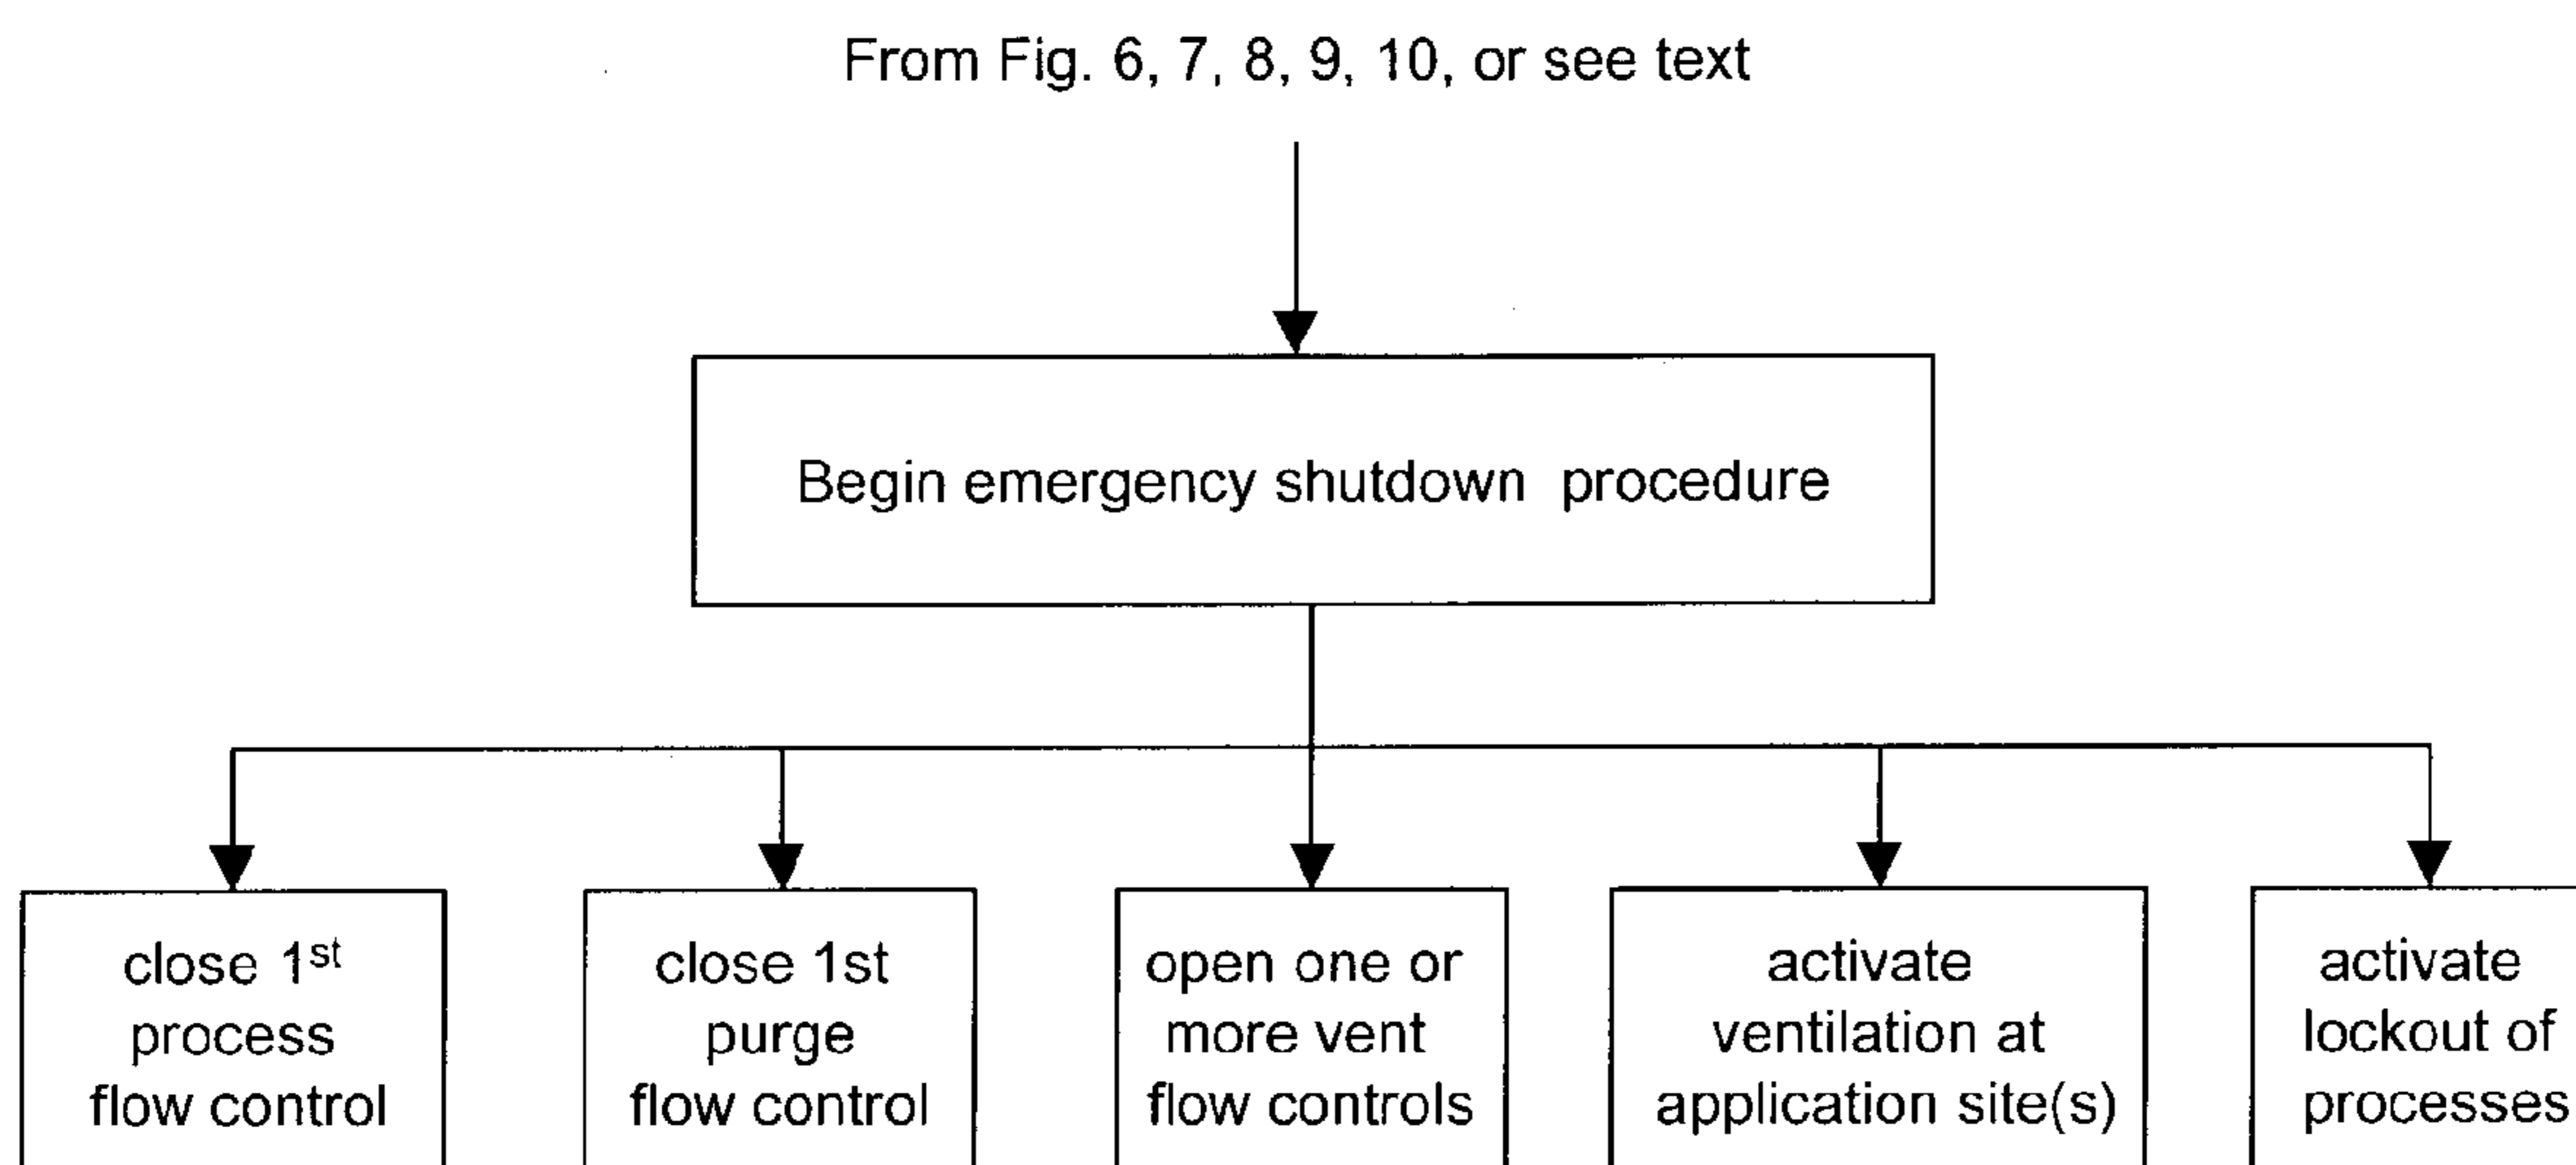 From Fig. 6, 7, 8, 9, 10, or see text
Begin emergency shutdown procedure
close 1st
process
flow control
close 1st
purge
flow control
open one or
more vent
flow controls
activate
ventilation at
application site(s)
activate
lockout of
processes